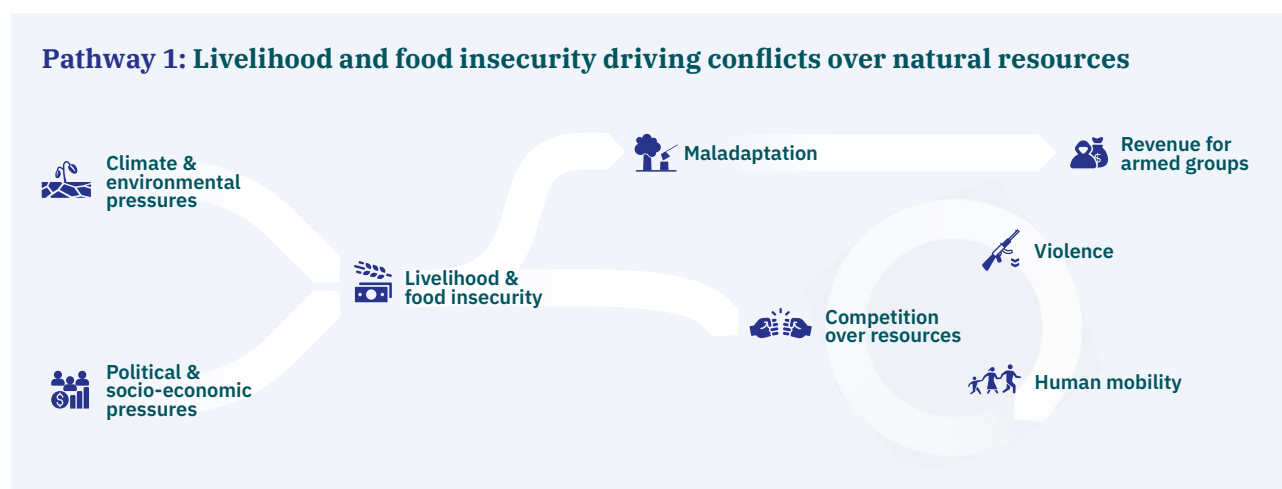 Pathway 1: Livelihood and food insecurity driving conflicts over natural resources
Climate &
environmental
pressures
Political &
socio-economic
pressures
Livelihood &
food insecurity
Maladaptation
Revenue for
armed groups
Competition
over resources
Violence
Human mobility